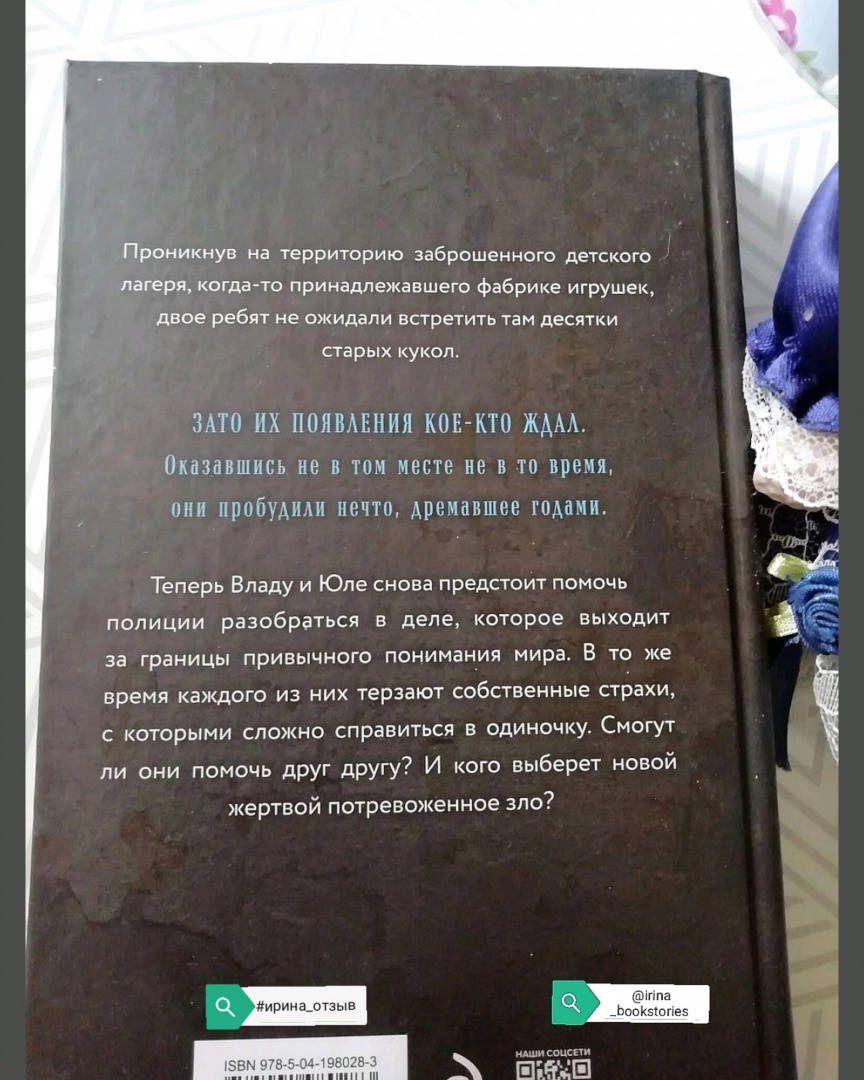 Проникнув на территорию заброшенного детского
лагеря, когда-то принадлежавшего фабрике игрушек,
двое ребят не ожидали встретить там десятки
старых кукол.
ЗАТО ИХ ПОЯВЛЕНИЯ КОЕ-КТО ЖДАЛ.
Оказавшись не в том месте не в то время,
они пробудили нечто, дремавшее годами.
Теперь Владу и Юле снова предстоит помочь
полиции разобраться в деле, которое выходит
за границы привычного понимания мира. В то же
время каждого из них терзают собственные страхи,
с которыми сложно справиться в одиночку. Смогут
ли они помочь друг другу? И кого выберет новой
жертвой потревоженное зло?
#ирина_отзыв
@irina
_bookstories
ISBN 978-5-04-198028-3
НАШИ СОЦСЕТИ